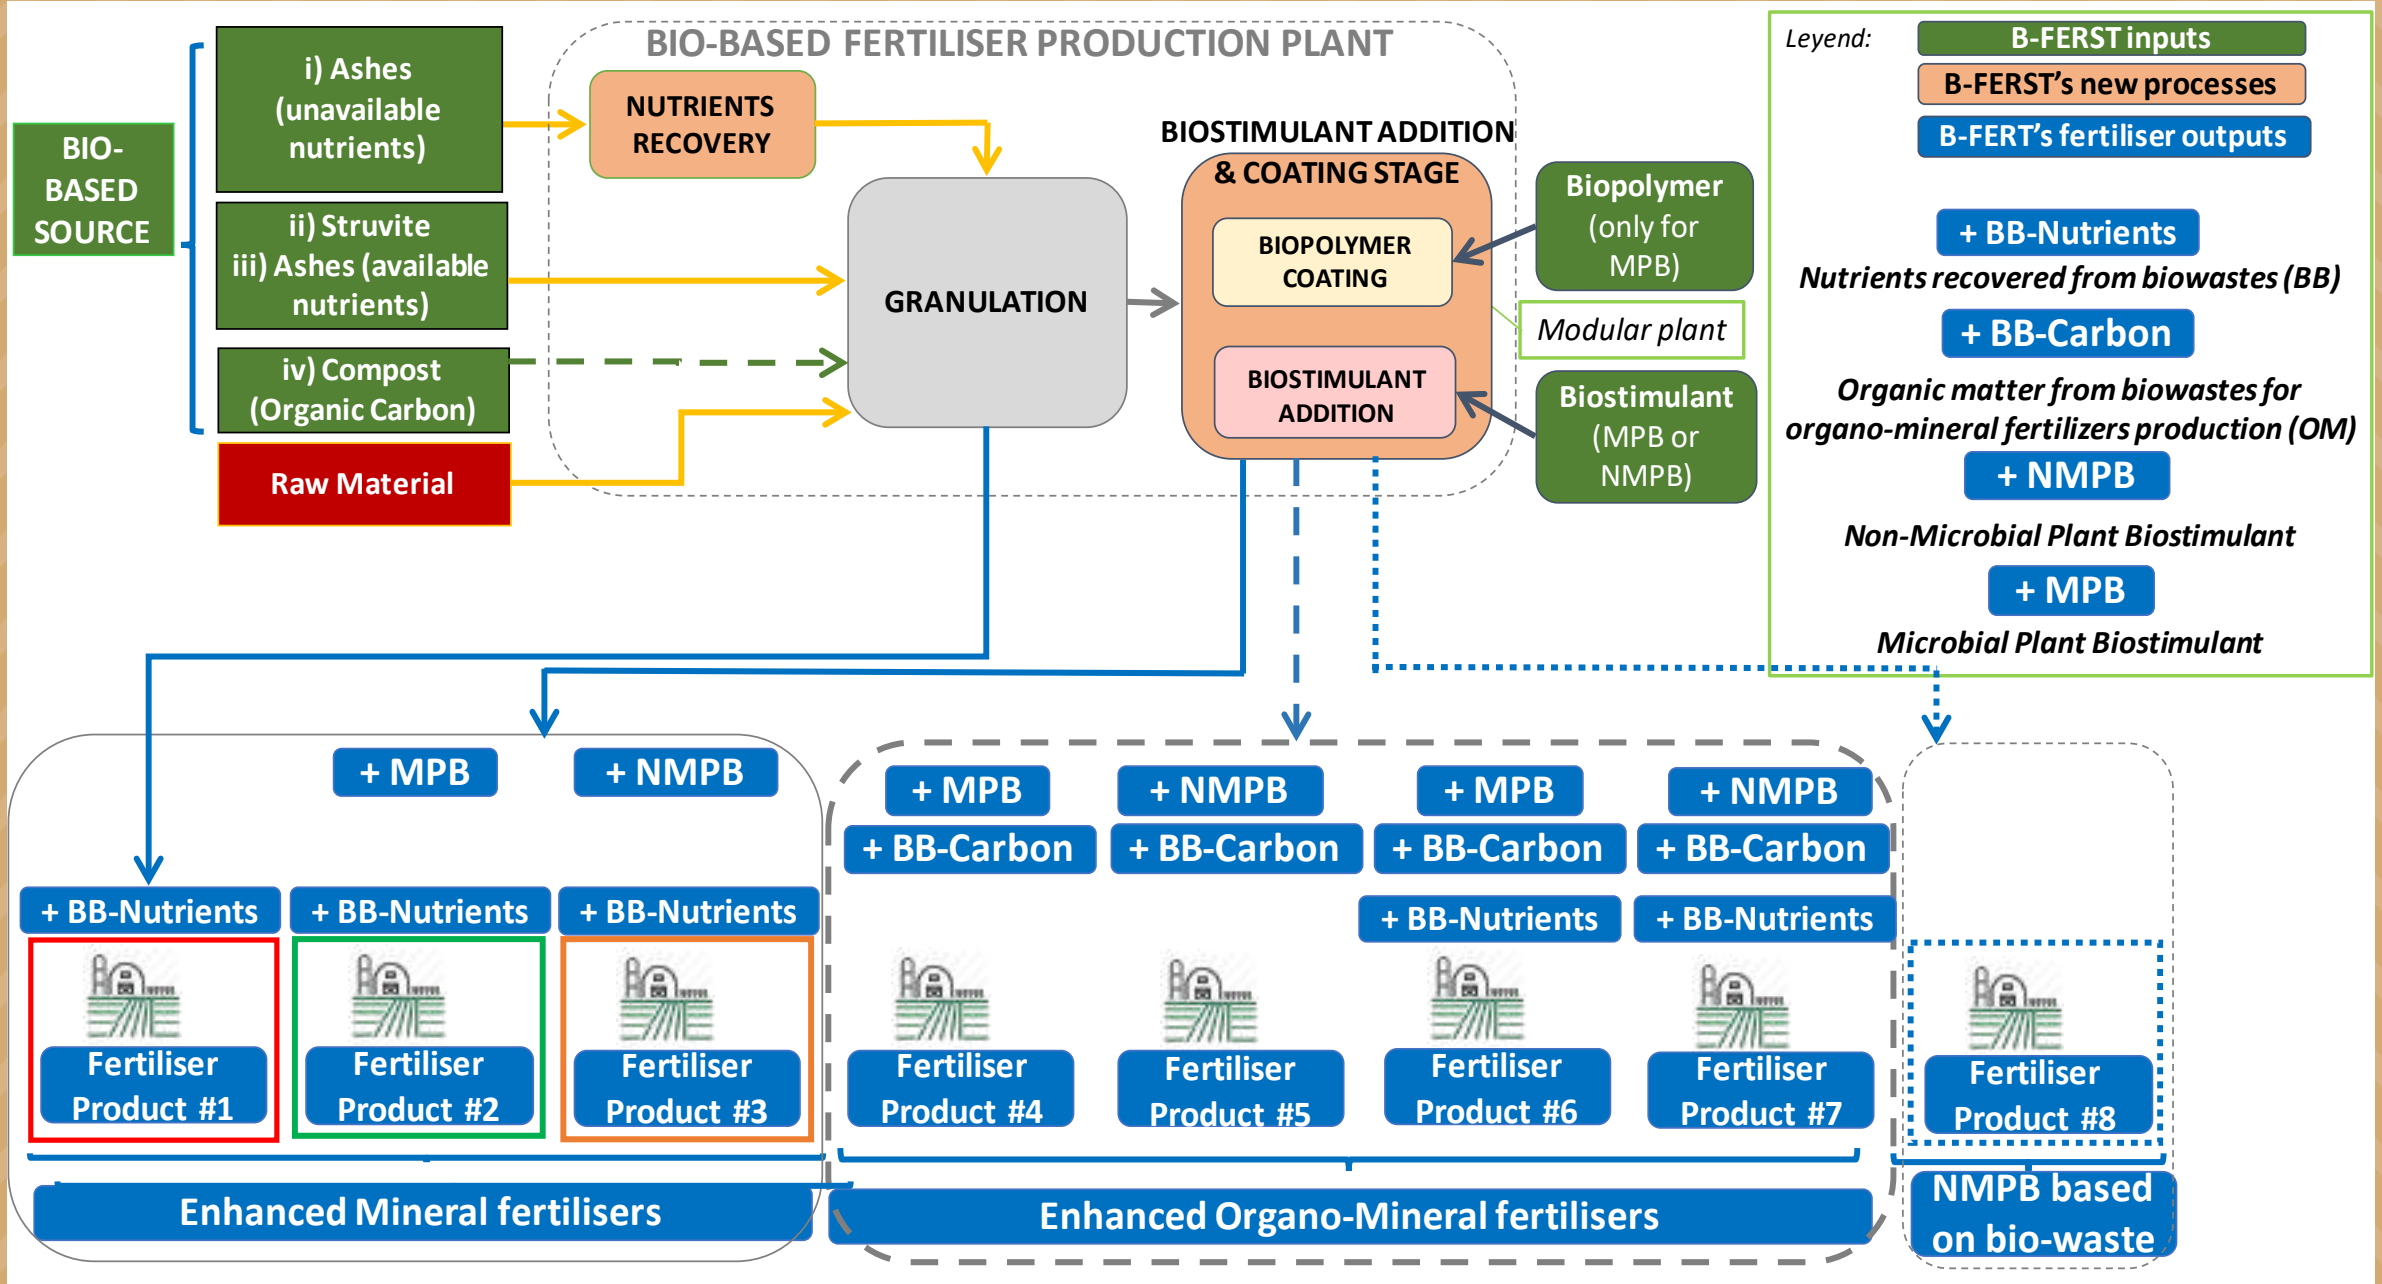 BIO-BASED FERTILISER PRODUCTION PLANT
BIO-
BASED
SOURCE
i) Ashes
(unavailable
nutrients)
ii) Struvite
iii) Ashes (available
nutrients)
iv) Compost
(Organic Carbon)
Raw Material
NUTRIENTS
RECOVERY
GRANULATION
BIOSTIMULANT ADDITION
& COATING STAGE
BIOPOLYMER
COATING
BIOSTIMULANT
ADDITION
Biopolymer
(only for
MPB)
Modular plant
Biostimulant
(MPB or
NMPB)
Leyend:
B-FERST inputs
B-FERST's new processes
B-FERT's fertiliser outputs
+ BB-Nutrients
Nutrients recovered from biowastes (BB)
+ BB-Carbon
Organic matter from biowastes for
organo-mineral fertilizers production (OM)
+ NMPB
Non-Microbial Plant Biostimulant
+ MPB
Microbial Plant Biostimulant
+ MPB
+ NMPB
+ BB-Nutrients
+ BB-Nutrients
+ BB-Nutrients
Fertiliser
Product #1
Fertiliser
Product #2
Fertiliser
Product #3
Enhanced Mineral fertilisers
+ MPB
+ NMPB
+ MPB
+ NMPB
+ BB-Carbon
+ BB-Carbon
+ BB-Carbon
+ BB-Carbon
+ BB-Nutrients
+ BB-Nutrients
Fertiliser
Product #4
Fertiliser
Product #5
Fertiliser
Product #6
Fertiliser
Product #7
Enhanced Organo-Mineral fertilisers
Fertiliser
Product #8
NMPB based
on bio-waste